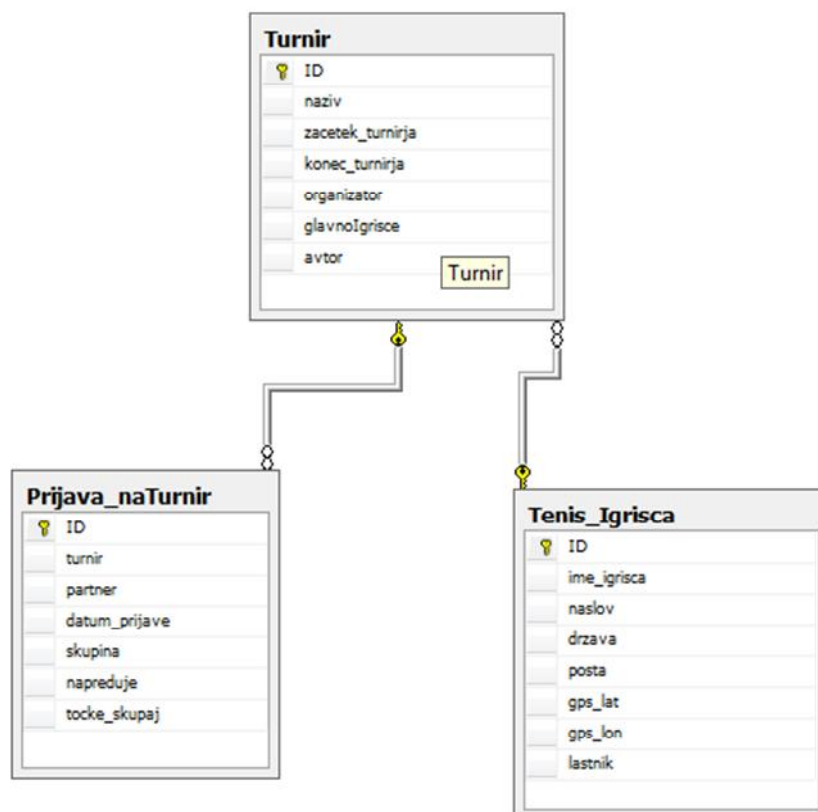 Turnir
ID
naziv
zacetek_turnirja
konec_turnirja
organizator
glavnoIgrisce
avtor
Turnir
Prijava_naTurnir
ID
turnir
partner
datum_prijave
skupina
napreduje
tocke_skupaj
Tenis_Igrisca
ID
ime_igrisca
naslov
drzava
posta
gps_lat
gps_lon
lastnik